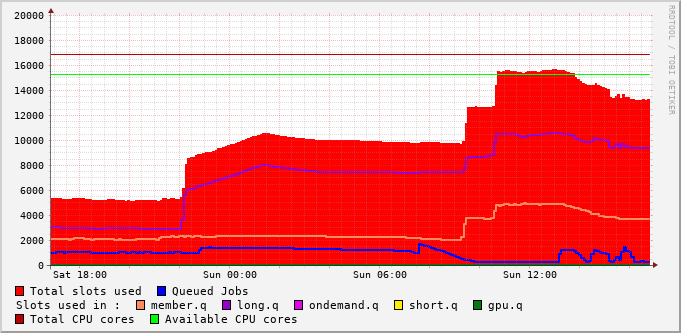 20000
18000
16000
14000
12000
10000
8000
6000
4000
2000
0
Sat 18:00 Sun 00:00 Sun 06:00 Sun 12:00
RRDTOOL / TOBI OETIKER
Total slots used Queued Jobs
Slots used in : member.q long.q ondemand.q short.q gpu.q
Total CPU cores Available CPU cores